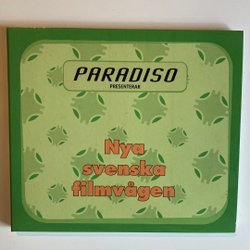 PARADISO
PRESENTERAR
Nya
svenska
filmvågen